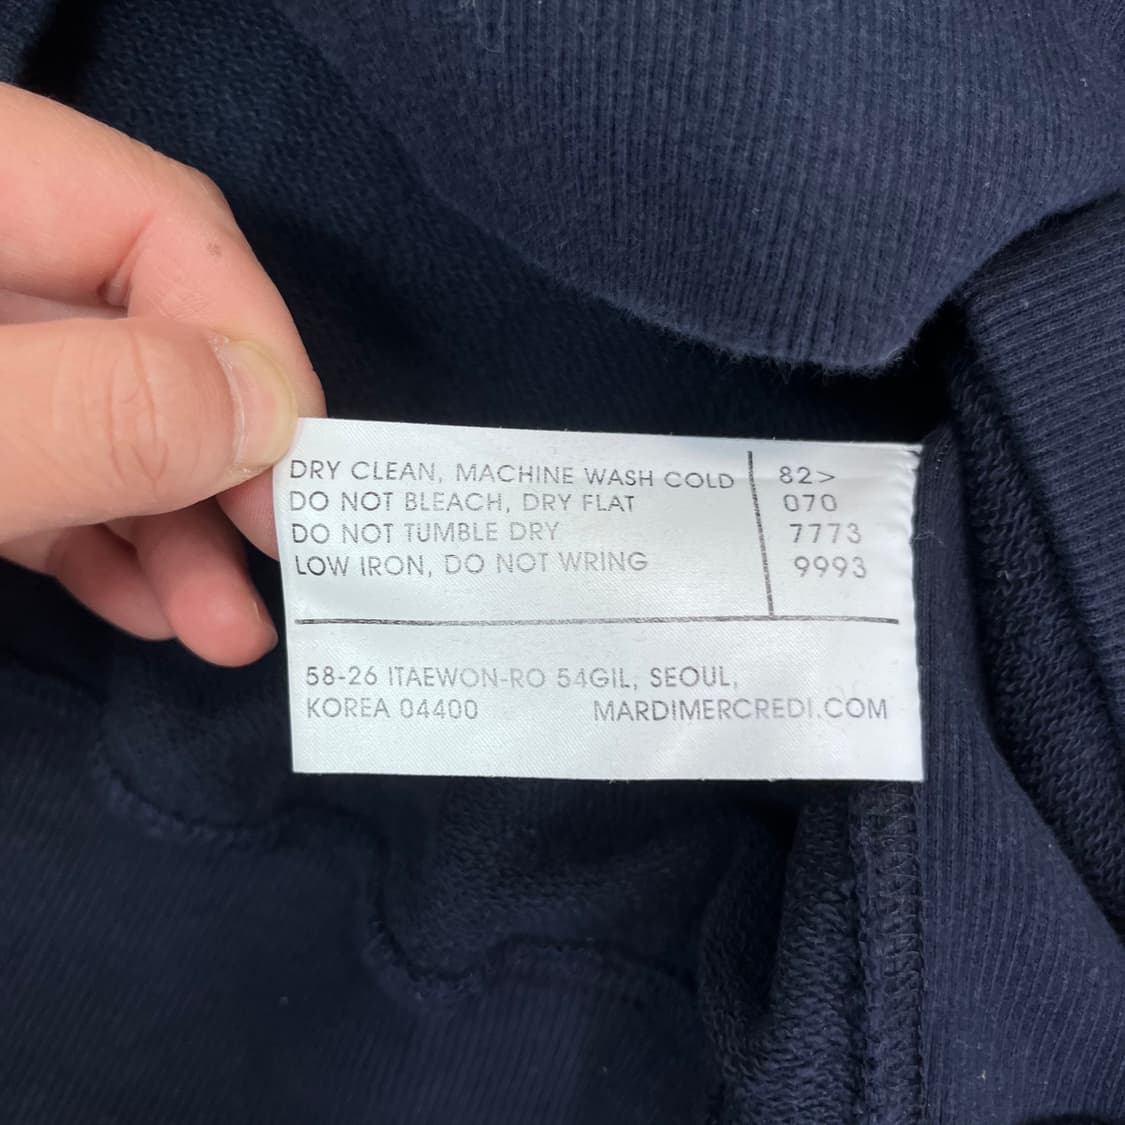 DRY CLEAN, MACHINE WASH COLD
DO NOT BLEACH, DRY FLAT
DO NOT TUMBLE DRY
LOW IRON, DO NOT WRING
82>
070
7773
9993
58-26 ITAEWON-RO 54GIL, SEOUL,
KOREA 04400 MARDIMERCREDI.COM